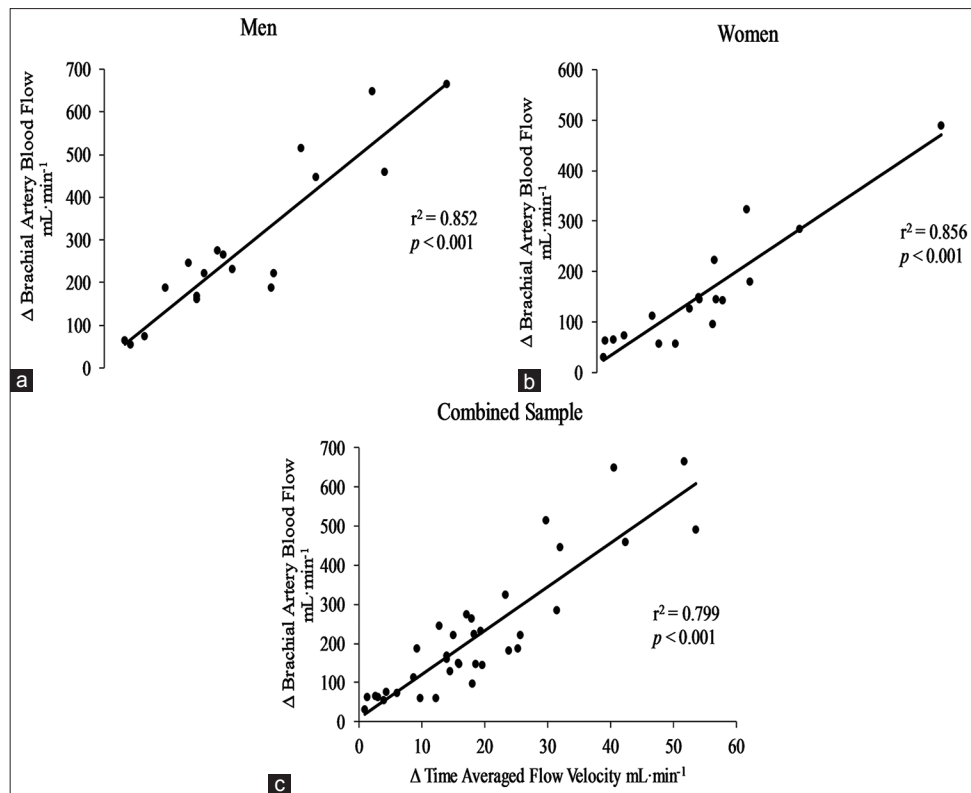 Men
Δ Brachial Artery Blood Flow
mL·min⁻¹
700
600
500
400
300
200
100
0
r² = 0.852
p < 0.001
a
Women
Δ Brachial Artery Blood Flow
mL·min⁻¹
600
500
400
300
200
100
0
r² = 0.856
p < 0.001
b
Combined Sample
Δ Brachial Artery Blood Flow
mL·min⁻¹
700
600
500
400
300
200
100
0
r² = 0.799
p < 0.001
0 10 20 30 40 50 60
Δ Time Averaged Flow Velocity mL·min⁻¹
c